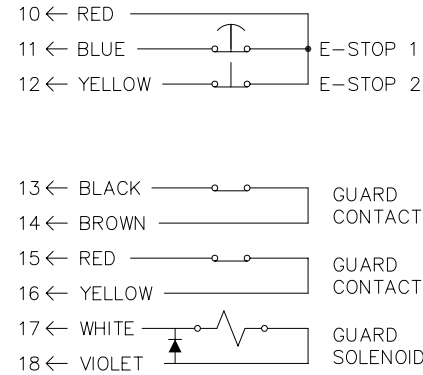 10 ← RED
11 ← BLUE E-STOP 1
12 ← YELLOW E-STOP 2
13 ← BLACK
14 ← BROWN
GUARD
CONTACT
15 ← RED
16 ← YELLOW
GUARD
CONTACT
17 ← WHITE
18 ← VIOLET
GUARD
SOLENOID